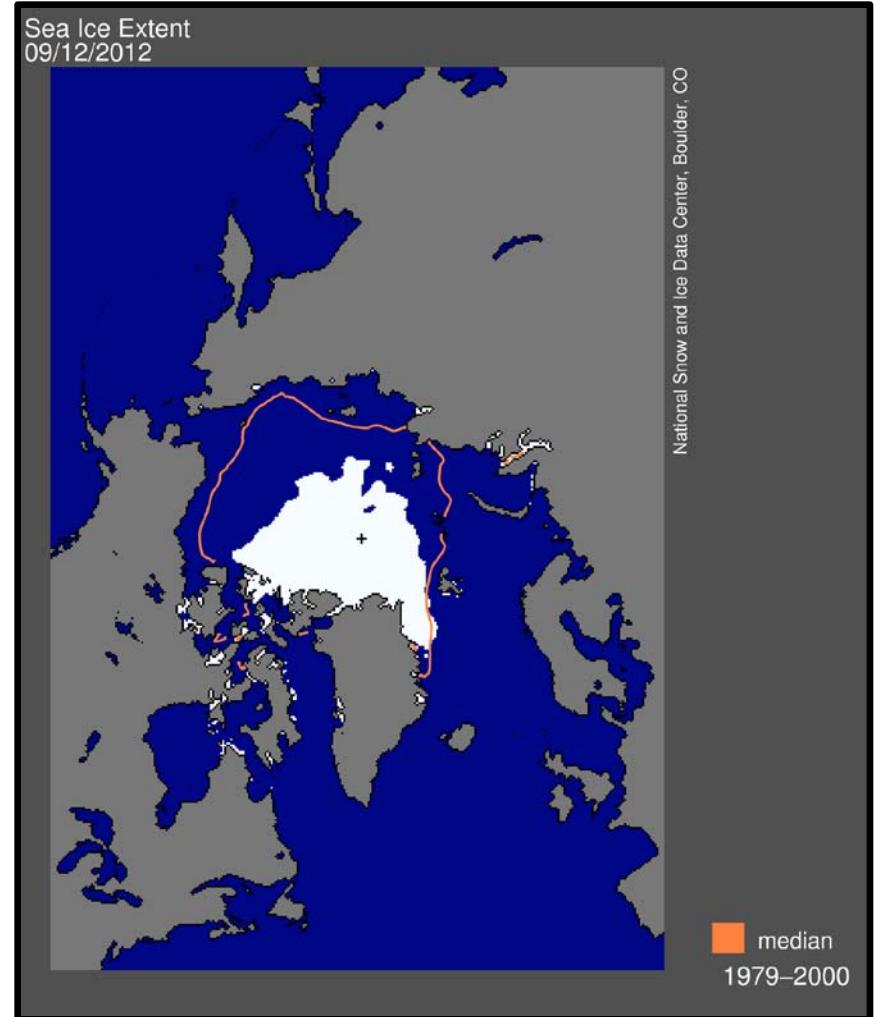 Sea Ice Extent
09/12/2012
National Snow and Ice Data Center, Boulder, CO
median
1979–2000